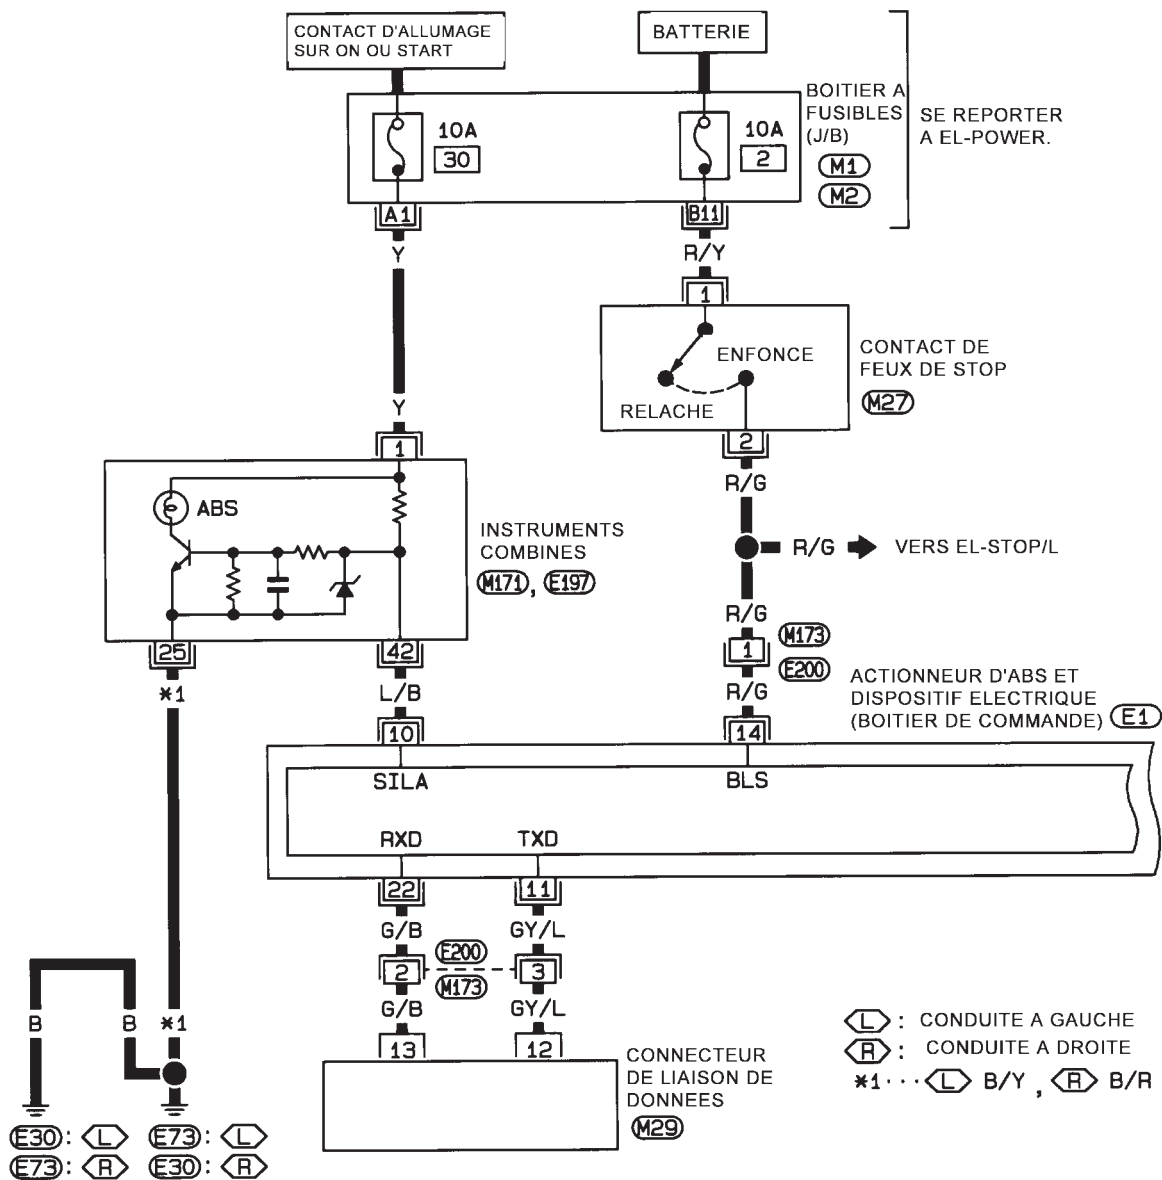 CONTACT D'ALLUMAGE
SUR ON OU START
BATTERIE
10A
30
10A
2
BOITIER A
FUSIBLES
(J/B)
M1
M2
SE REPORTER
A EL-POWER.
A1
B11
Y
R/Y
1
ENFONCE
RELACHE
CONTACT DE
FEUX DE STOP
M27
Y
1
2
R/G
ABS
INSTRUMENTS
COMBINES
M171, E197
R/G
VERS EL-STOP/L
R/G
25
42
1
M173
E200
*1
L/B
R/G
ACTIONNEUR D'ABS ET
DISPOSITIF ELECTRIQUE
(BOITIER DE COMMANDE) E1
10
14
SILA
BLS
RXD
TXD
22
11
G/B
GY/L
E200
2
3
M173
G/B
GY/L
B
B
*1
13
12
CONNECTEUR
DE LIAISON DE
DONNEES
M29
L : CONDUITE A GAUCHE
R : CONDUITE A DROITE
*1··· L B/Y , R B/R
E30 : L
E73 : L
E73 : R
E30 : R